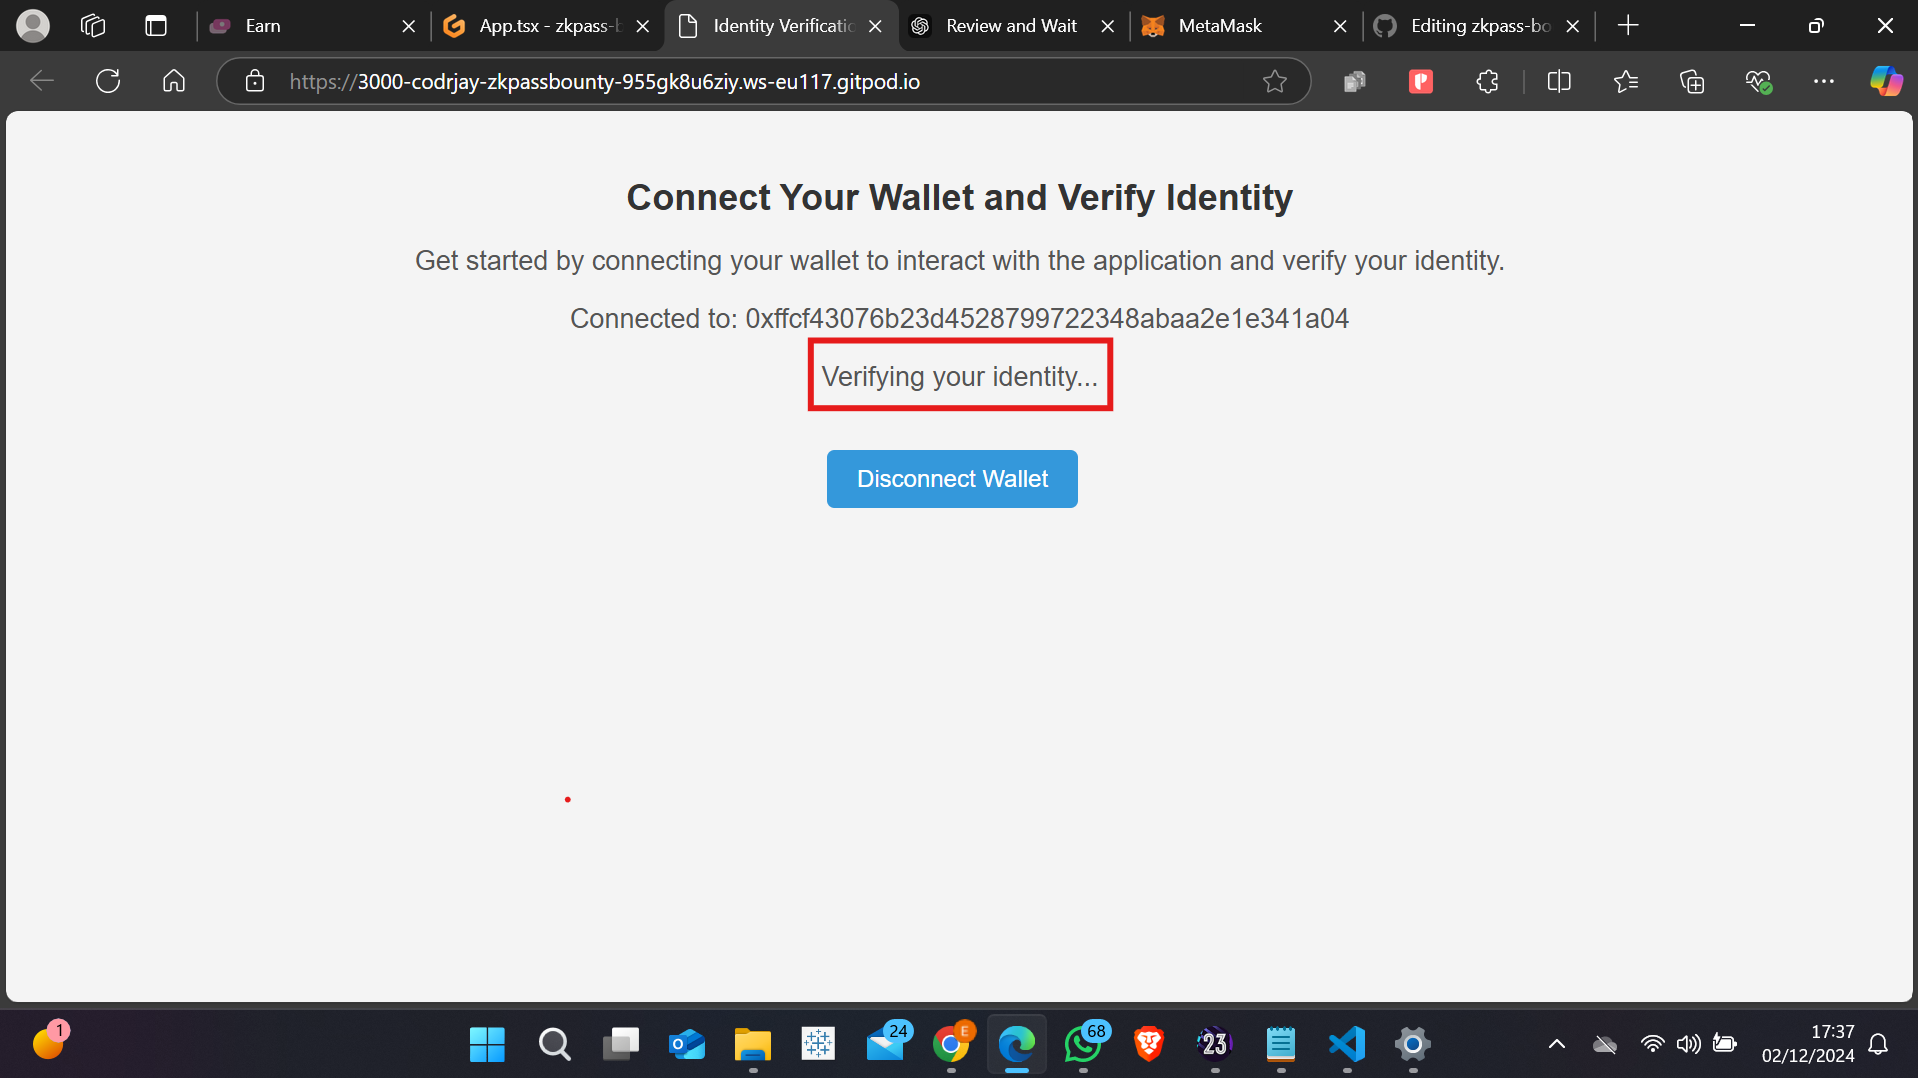 Earn
App.tsx - zkpass-b
Identity Verificatio
Review and Wait
MetaMask
Editing zkpass-bo
https://3000-codrjay-zkpassbounty-955gk8u6ziy.ws-eu117.gitpod.io
Connect Your Wallet and Verify Identity
Get started by connecting your wallet to interact with the application and verify your identity.
Connected to: 0xffcf43076b23d4528799722348abaa2e1e341a04
Verifying your identity...
Disconnect Wallet
1
24
E
68
23
17:37
02/12/2024